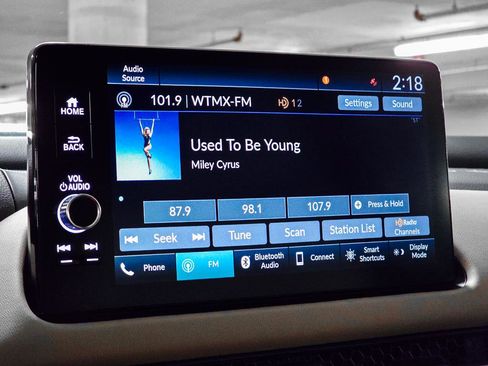 Audio
Source
2:18
HOME
101.9 | WTMX-FM
HD 12
Settings
Sound
BACK
Used To Be Young
Miley Cyrus
VOL
AUDIO
87.9
98.1
107.9
Press & Hold
Seek
Tune
Scan
Station List
HD Radio
Channels
Phone
FM
Bluetooth
Audio
Connect
Smart
Shortcuts
Display
Mode